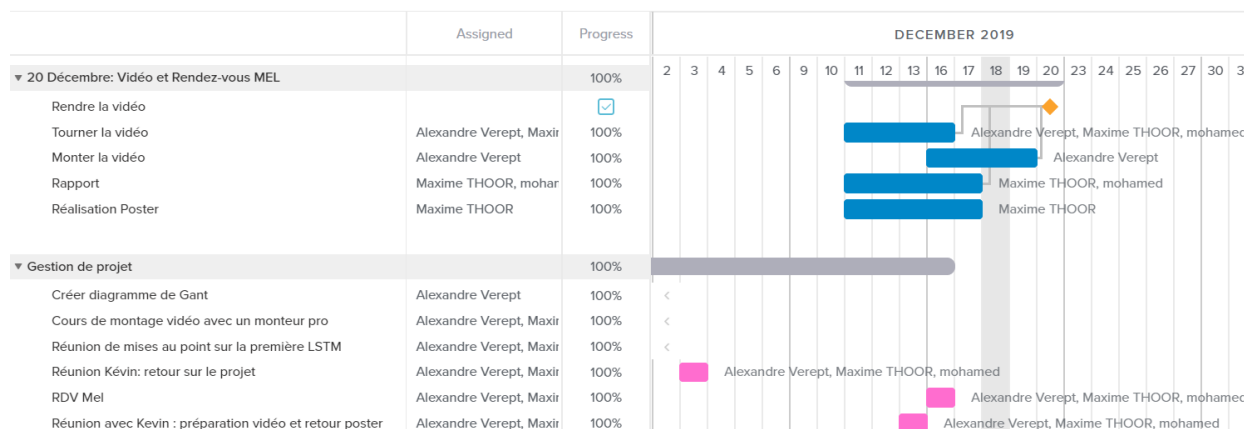 Assigned Progress DECEMBER 2019
2 3 4 5 6 9 10 11 12 13 16 17 18 19 20 23 24 25 26 27 30 3
20 Décembre: Vidéo et Rendez-vous MEL 100%
Rendre la vidéo
Tourner la vidéo Alexandre Verept, Maxir 100% Alexandre Verept, Maxime THOOR, mohamed
Monter la vidéo Alexandre Verept 100% Alexandre Verept
Rapport Maxime THOOR, mohar 100% Maxime THOOR, mohamed
Réalisation Poster Maxime THOOR 100% Maxime THOOR
Gestion de projet 100%
Créer diagramme de Gant Alexandre Verept 100%
Cours de montage vidéo avec un monteur pro Alexandre Verept, Maxir 100%
Réunion de mises au point sur la première LSTM Alexandre Verept, Maxir 100%
Réunion Kévin: retour sur le projet Alexandre Verept, Maxir 100% Alexandre Verept, Maxime THOOR, mohamed
RDV Mel Alexandre Verept, Maxir 100% Alexandre Verept, Maxime THOOR, mohamed
Réunion avec Kevin : préparation vidéo et retour poster Alexandre Verept, Maxir 100% Alexandre Verept, Maxime THOOR, mohamed